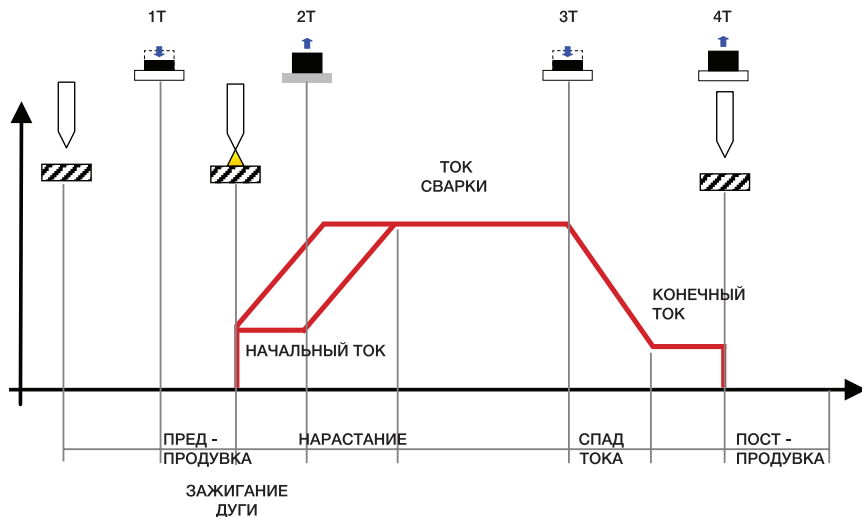 1T
2T
3T
4T
ТОК
СВАРКИ
КОНЕЧНЫЙ
ТОК
НАЧАЛЬНЫЙ ТОК
ПРЕД -
ПРОДУВКА
НАРАСТАНИЕ
СПАД
ТОКА
ПОСТ -
ПРОДУВКА
ЗАЖИГАНИЕ
ДУГИ